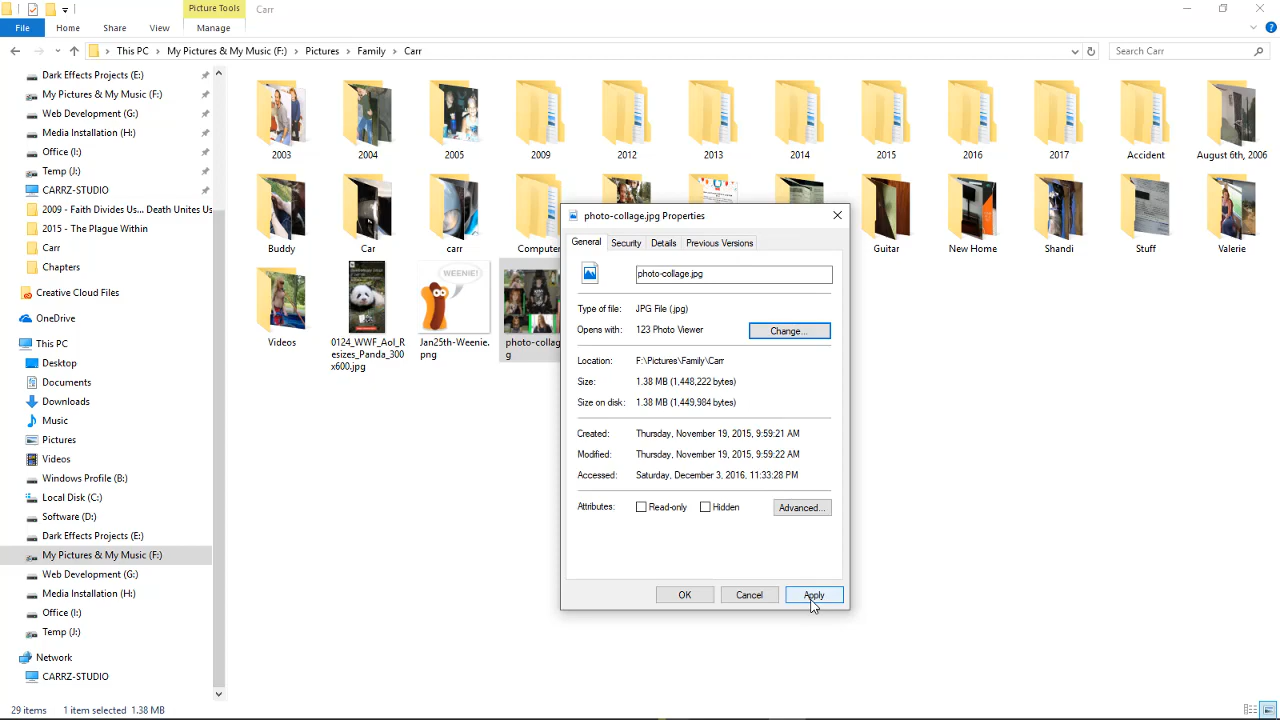 Picture Tools
Carr
File
Home
Share
View
Manage
This PC
My Pictures & My Music (F:)
Pictures
Family
Carr
Search Carr
Dark Effects Projects (E:)
My Pictures & My Music (F:)
Web Development (G:)
Media Installation (H:)
Office (I:)
Temp (J:)
CARRZ-STUDIO
2009 - Faith Divides Us... Death Unites Us
2015 - The Plague Within
Carr
Chapters
Creative Cloud Files
OneDrive
This PC
Desktop
Documents
Downloads
Music
Pictures
Videos
Windows Profile (B:)
Local Disk (C:)
Software (D:)
Dark Effects Projects (E:)
My Pictures & My Music (F:)
Web Development (G:)
Media Installation (H:)
Office (I:)
Temp (J:)
Network
CARRZ-STUDIO
2003
2004
2005
2009
2012
2013
2014
2015
2016
2017
Accident
August 6th, 2006
Buddy
Car
carr
Computer
Guitar
New Home
Shandi
Stuff
Valerie
Videos
0124_WWF_Aol_R
esizes_Panda_300
x600.jpg
WEENIE!
Jan25th-Weenie.
png
photo-collag
g
photo-collage.jpg Properties
General
Security
Details
Previous Versions
photo-collage.jpg
Type of file: JPG File (.jpg)
Opens with: 123 Photo Viewer
Change...
Location: F:\Pictures\Family\Carr
Size: 1.38 MB (1,448,222 bytes)
Size on disk: 1.38 MB (1,449,984 bytes)
Created: Thursday, November 19, 2015, 9:59:21 AM
Modified: Thursday, November 19, 2015, 9:59:22 AM
Accessed: Saturday, December 3, 2016, 11:33:28 PM
Attributes: Read-only Hidden
Advanced...
OK
Cancel
Apply
29 items
1 item selected 1.38 MB